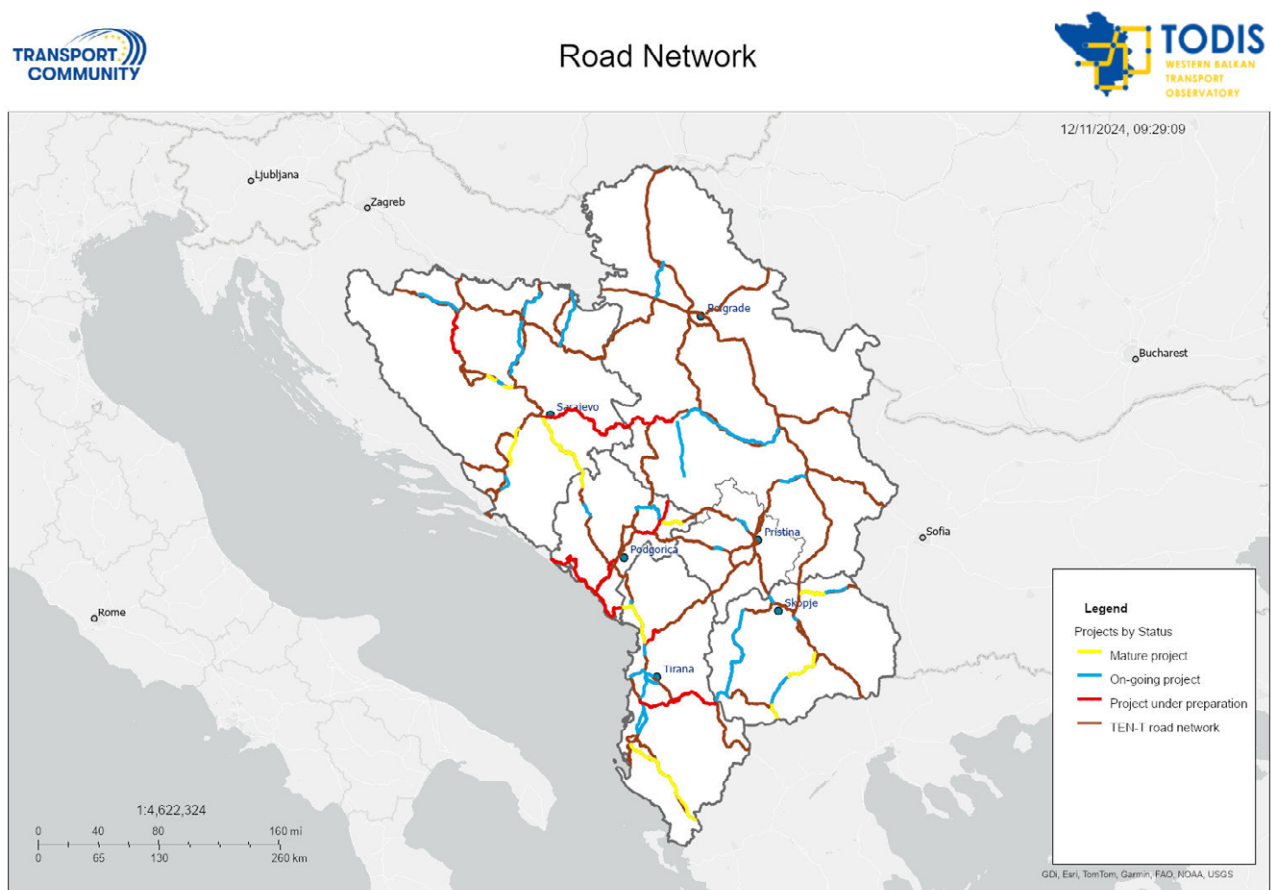 TRANSPORT
COMMUNITY
Road Network
TODIS
WESTERN BALKAN
TRANSPORT
OBSERVATORY
12/11/2024, 09:29:09
Ljubljana
Zagreb
Belgrade
Bucharest
Sarajevo
Sofia
Pristina
Podgorica
Rome
Skopje
Tirana
Legend
Projects by Status
Mature project
On-going project
Project under preparation
TEN-T road network
1:4,622,324
0 40 80 160 mi
0 65 130 260 km
GDi, Esri, TomTom, Garmin, FAO, NOAA, USGS